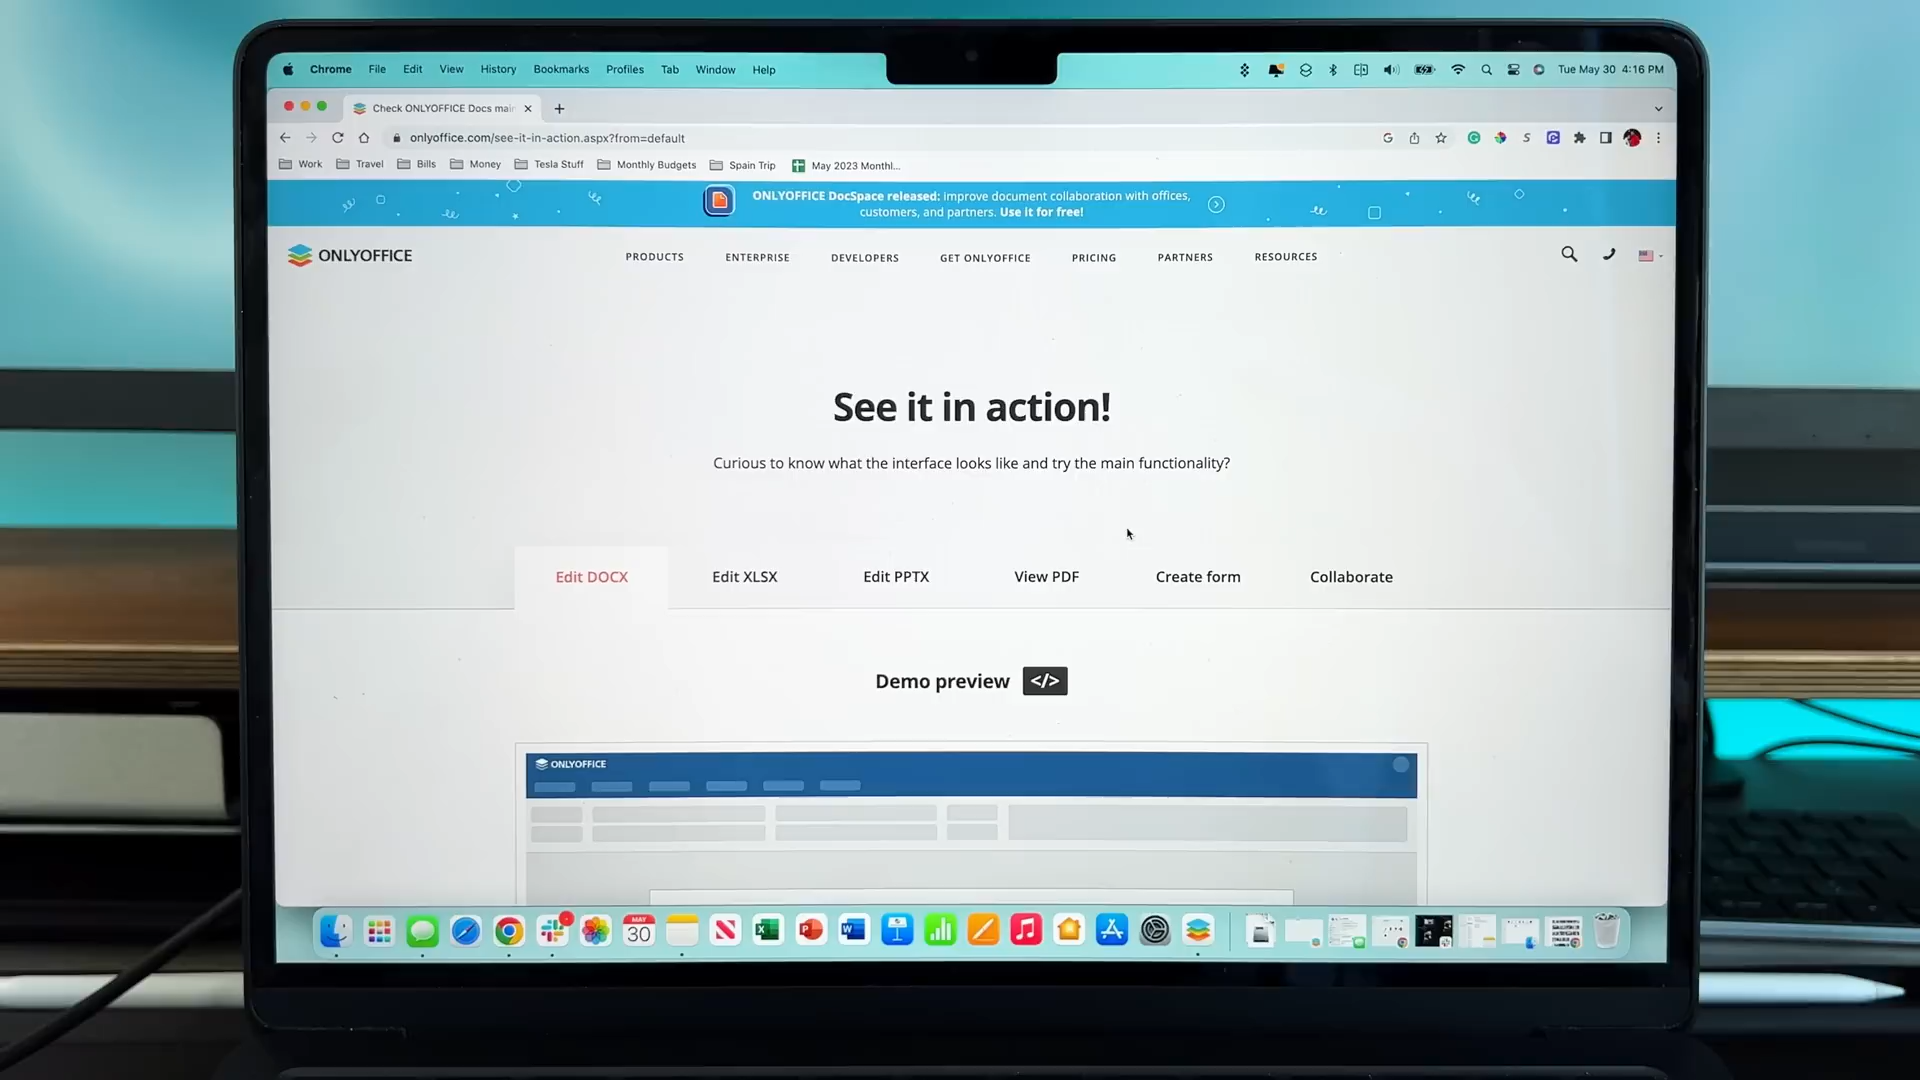 Chrome File Edit View History Bookmarks Profiles Tab Window Help
Tue May 30 4:16 PM
Check ONLYOFFICE Docs main
onlyoffice.com/see-it-in-action.aspx?from=default
Work Travel Bills Money Tesla Stuff Monthly Budgets Spain Trip May 2023 Monthl...
ONLYOFFICE DocSpace released: improve document collaboration with offices,
customers, and partners. Use it for free!
ONLYOFFICE
PRODUCTS ENTERPRISE DEVELOPERS GET ONLYOFFICE PRICING PARTNERS RESOURCES
See it in action!
Curious to know what the interface looks like and try the main functionality?
Edit DOCX Edit XLSX Edit PPTX View PDF Create form Collaborate
Demo preview </>
ONLYOFFICE
MAY
30